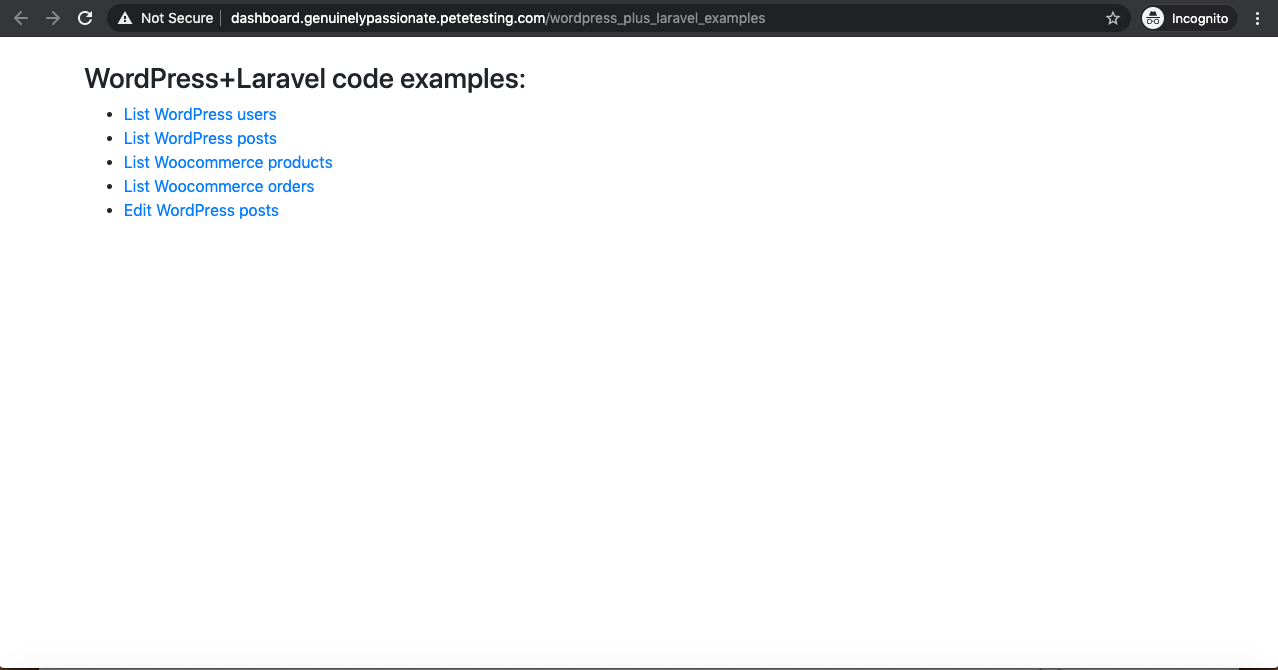 Not Secure dashboard.genuinelypassionate.petetesting.com/wordpress_plus_laravel_examples Incognito
WordPress+Laravel code examples:
List WordPress users
List WordPress posts
List Woocommerce products
List Woocommerce orders
Edit WordPress posts